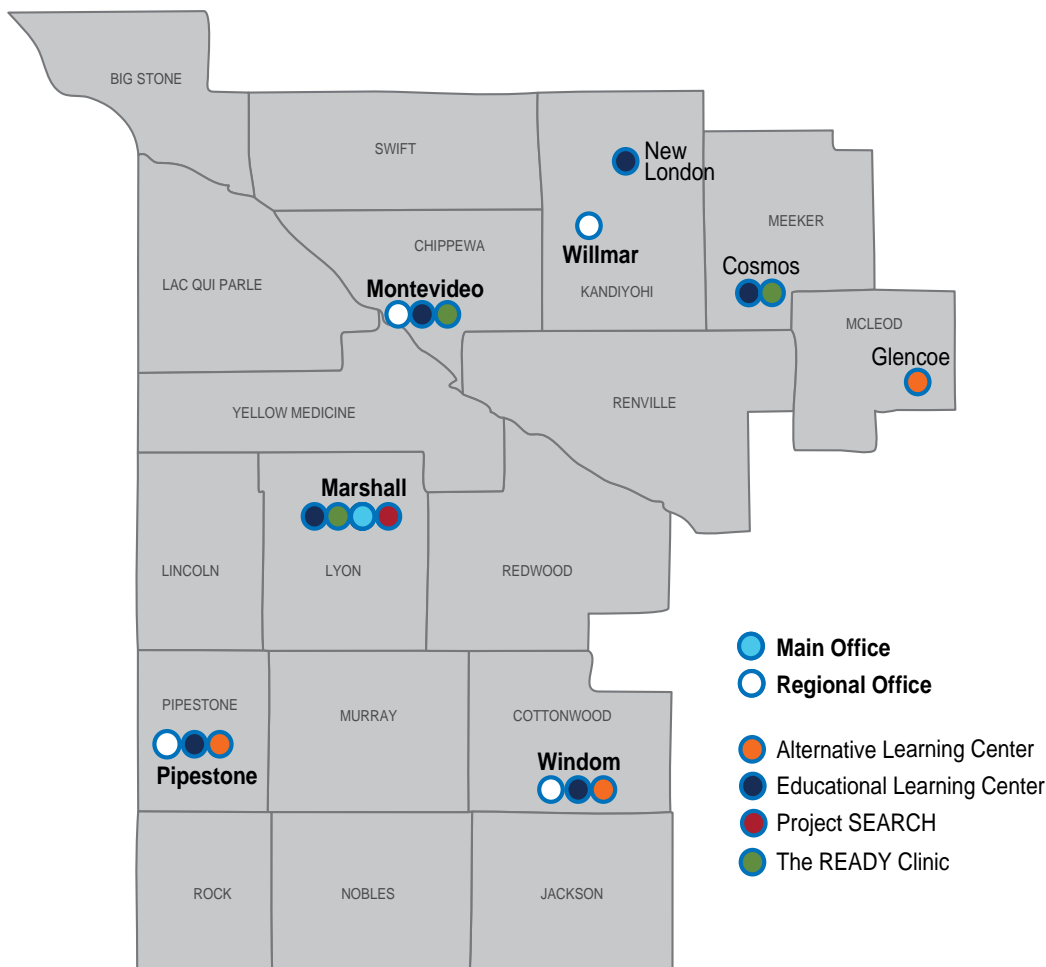 BIG STONE
SWIFT
New
London
MEEKER
CHIPPEWA
Willmar
LAC QUI PARLE
Cosmos
Montevideo
KANDIYOHI
MCLEOD
Glencoe
RENVILLE
YELLOW MEDICINE
Marshall
LINCOLN
LYON
REDWOOD
Main Office
Regional Office
PIPESTONE
MURRAY
COTTONWOOD
Alternative Learning Center
Windom
Pipestone
Educational Learning Center
Project SEARCH
The READY Clinic
ROCK
NOBLES
JACKSON